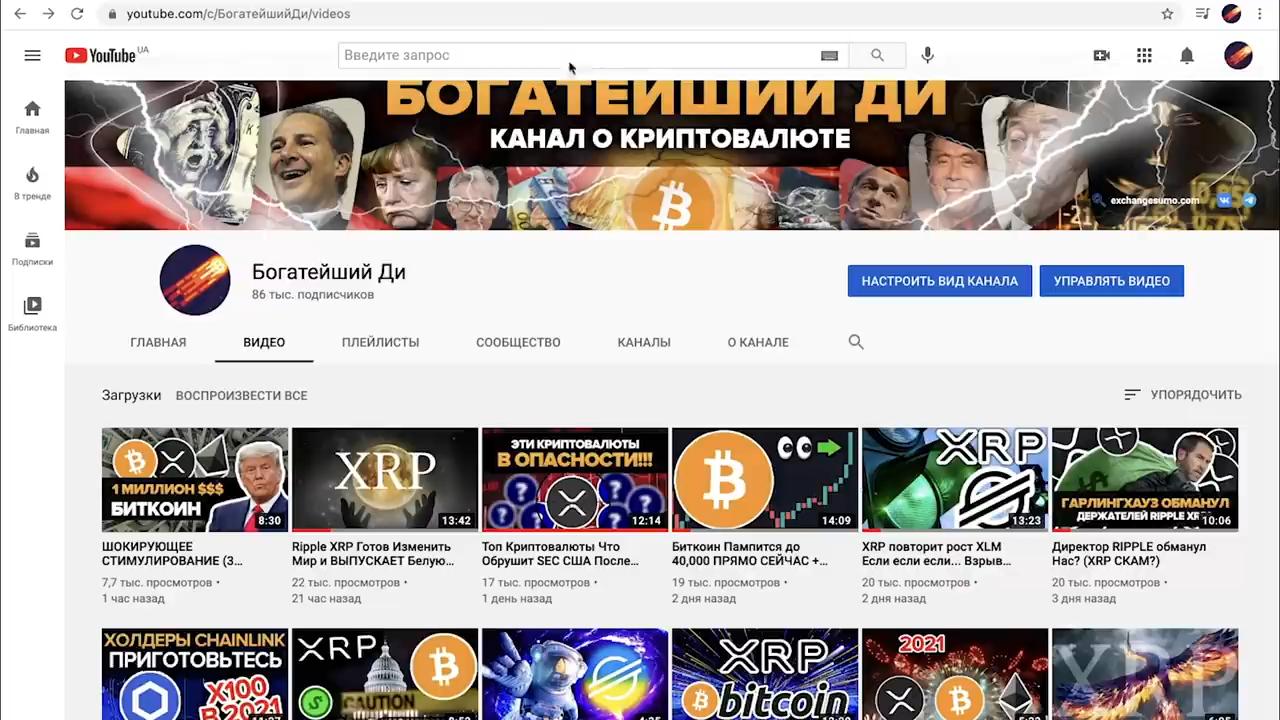 youtube.com/c/БогатейшийДи/videos
YouTube UA
Введите запрос
Главная
В тренде
Подписки
Библиотека
БОГАТЕЙШИЙ ДИ
КАНАЛ О КРИПТОВАЛЮТЕ
exchangesumo.com
Богатейший Ди
86 тыс. подписчиков
НАСТРОИТЬ ВИД КАНАЛА
УПРАВЛЯТЬ ВИДЕО
ГЛАВНАЯ ВИДЕО ПЛЕЙЛИСТЫ СООБЩЕСТВО КАНАЛЫ О КАНАЛЕ
Загрузки ВОСПРОИЗВЕСТИ ВСЕ
УПОРЯДОЧИТЬ
1 МИЛЛИОН $$$
БИТКОИН
8:30
ШОКИРУЮЩЕЕ
СТИМУЛИРОВАНИЕ (3...
7,7 тыс. просмотров •
1 час назад
XRP
13:42
Ripple XRP Готов Изменить
Мир и ВЫПУСКАЕТ Белую...
22 тыс. просмотров •
21 час назад
ЭТИ КРИПТОВАЛЮТЫ
В ОПАСНОСТИ!!!
12:14
Топ Криптовалюты Что
Обрушит SEC США После...
17 тыс. просмотров •
1 день назад
14:09
Биткоин Пампится до
40,000 ПРЯМО СЕЙЧАС +...
19 тыс. просмотров •
2 дня назад
XRP
13:23
XRP повторит рост XLM
Если если если... Взрыв...
20 тыс. просмотров •
2 дня назад
ГАРЛИНГХАУЗ ОБМАНУЛ
ДЕРЖАТЕЛЕЙ RIPPLE XRP
10:06
Директор RIPPLE обманул
Нас? (XRP СКАМ?)
20 тыс. просмотров •
3 дня назад
ХОЛДЕРЫ CHAINLINK
ПРИГОТОВЬТЕСЬ
X100
В 2021
XRP
CAUTION
XRP
bitcoin
2021
XRP